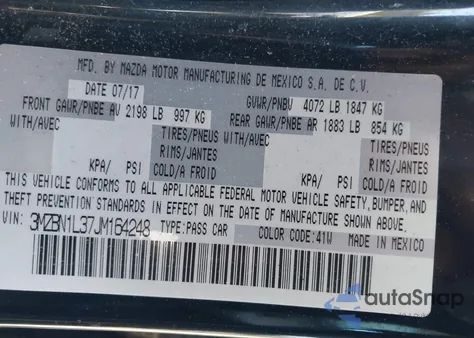 MFD. BY MAZDA MOTOR MANUFACTURING DE MEXICO S.A. DE C.V.
DATE 07/17 GVWR/PNBV 4072 LB 1847 KG
FRONT GAWR/PNBE AV 2198 LB 997 KG REAR GAWR/PNBE AR 1883 LB 854 KG
WITH/AVEC TIRES/PNEUS WITH/AVEC TIRES/PNEUS
RIMS/JANTES RIMS/JANTES
KPA/ PSI COLD/A FROID KPA/ PSI COLD/A FROID
THIS VEHICLE CONFORMS TO ALL APPLICABLE FEDERAL MOTOR VEHICLE SAFETY, BUMPER, AND
THEFT PREVENTION STANDARDS IN EFFECT ON THE DATE OF MANUFACTURE SHOWN ABOVE.
VIN: 3MZBN1L37JM164248 TYPE:PASS CAR COLOR CODE:41W MADE IN MEXICO
autoSnap